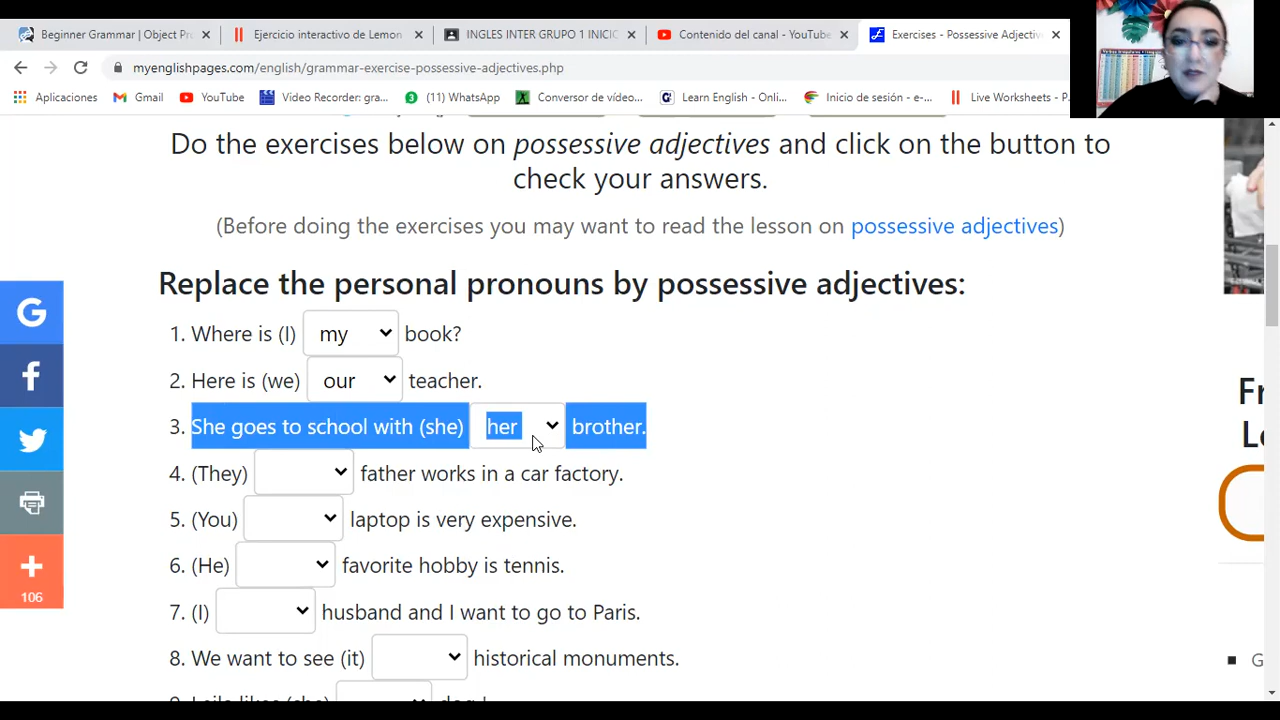 Beginner Grammar | Object Pro
Ejercicio interactivo de Lemon
INGLES INTER GRUPO 1 INICIC
Contenido del canal - YouTube
Exercises - Possessive Adjectiv
myenglishpages.com/english/grammar-exercise-possessive-adjectives.php
Aplicaciones
Gmail
YouTube
Video Recorder: gra...
(11) WhatsApp
Conversor de vídeo...
Learn English - Onli...
Inicio de sesión - e-...
Live Worksheets - P.
Do the exercises below on possessive adjectives and click on the button to
check your answers.
(Before doing the exercises you may want to read the lesson on possessive adjectives)
Replace the personal pronouns by possessive adjectives:
1. Where is (I) my book?
2. Here is (we) our teacher.
3. She goes to school with (she) her brother.
4. (They) father works in a car factory.
5. (You) laptop is very expensive.
6. (He) favorite hobby is tennis.
7. (I) husband and I want to go to Paris.
8. We want to see (it) historical monuments.
106
Fr
L
G